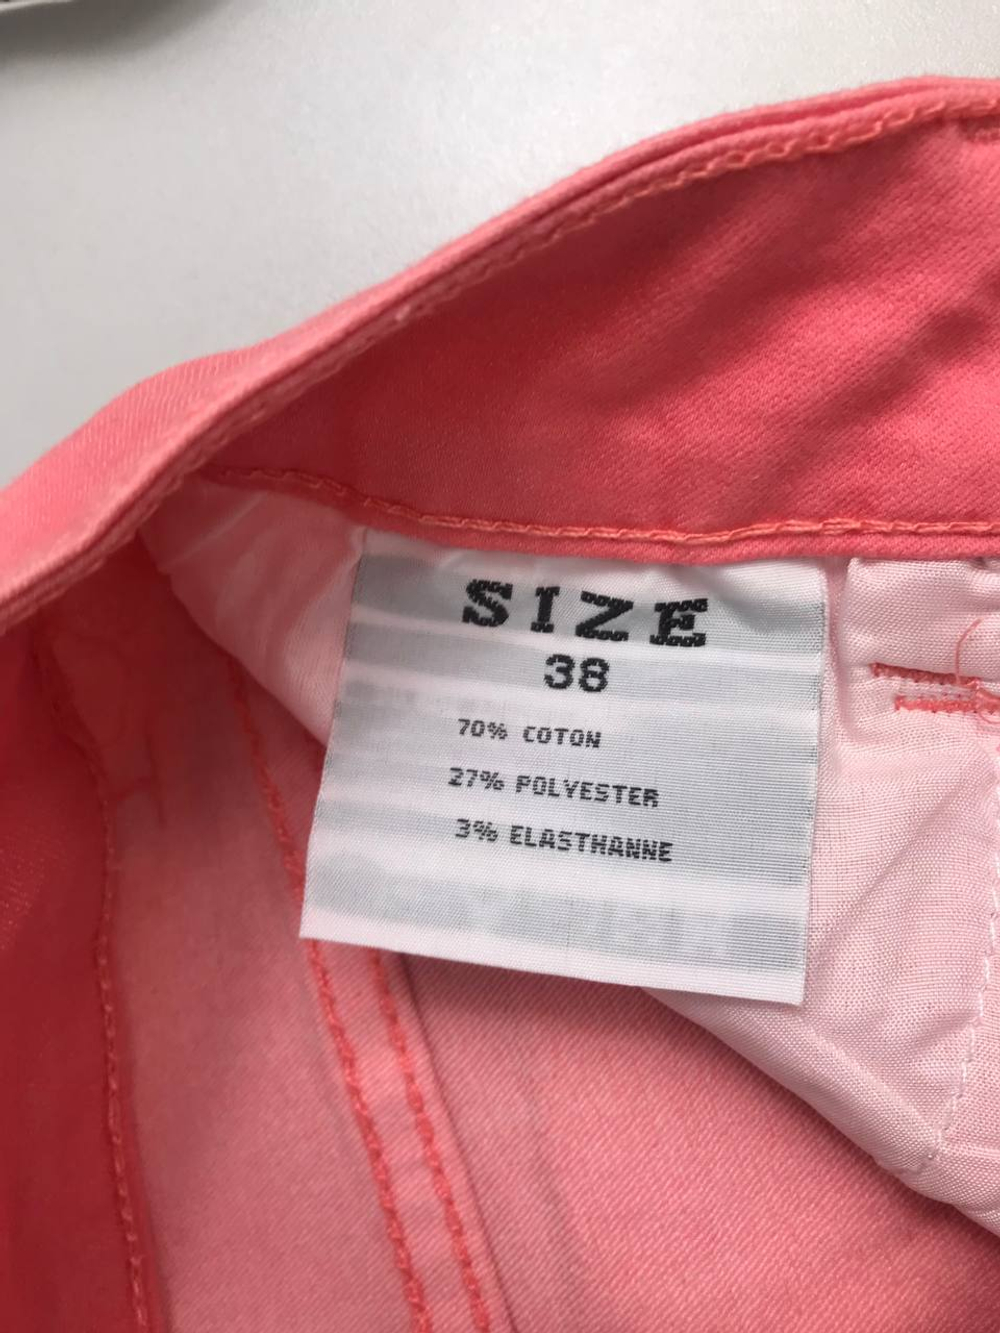 SIZE
38
70% COTON
27% POLYESTER
3% ELASTHANNE